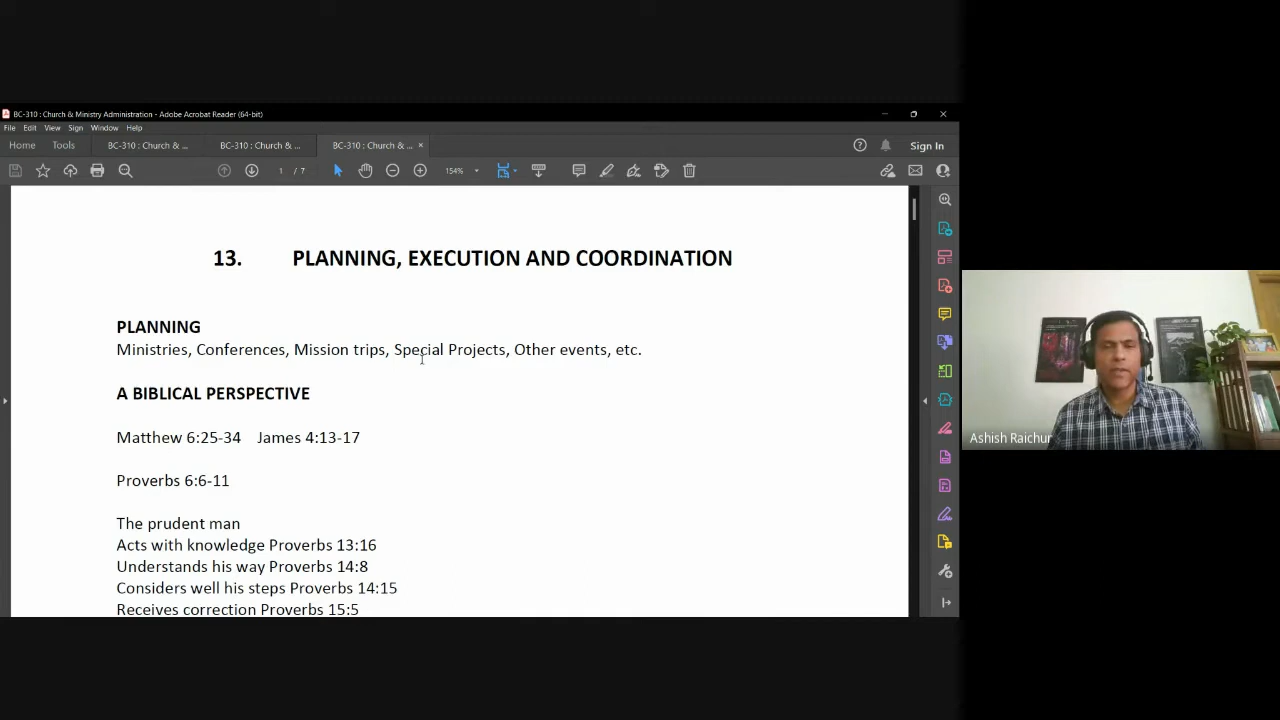 BC-310 : Church & Ministry Administration - Adobe Acrobat Reader (64-bit)
File Edit View Sign Window Help
Home Tools BC-310 : Church & ... BC-310 : Church & ... BC-310 : Church & ... × Sign In
1 / 7 154%
13. PLANNING, EXECUTION AND COORDINATION
PLANNING
Ministries, Conferences, Mission trips, Special Projects, Other events, etc.
A BIBLICAL PERSPECTIVE
Matthew 6:25-34 James 4:13-17
Proverbs 6:6-11
The prudent man
Acts with knowledge Proverbs 13:16
Understands his way Proverbs 14:8
Considers well his steps Proverbs 14:15
Receives correction Proverbs 15:5
Ashish Raichur